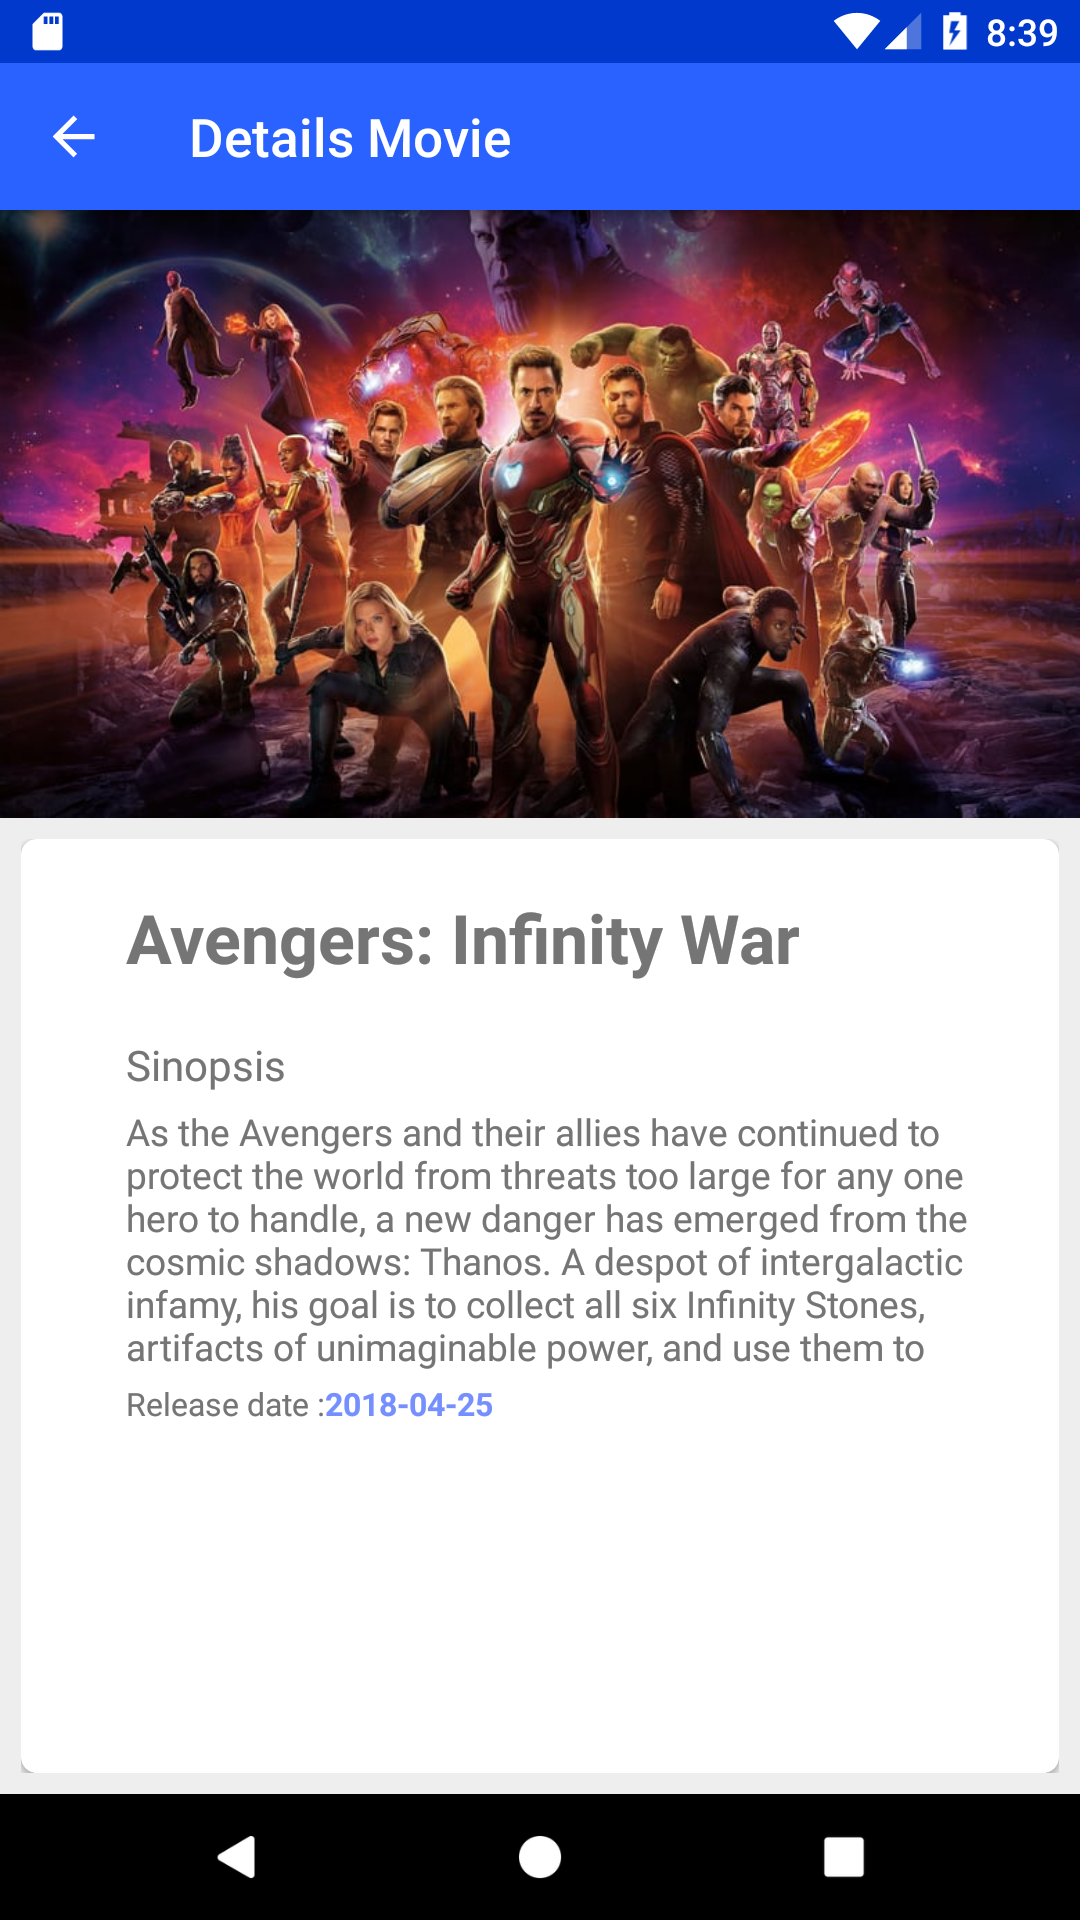 8:39
Details Movie
Avengers: Infinity War
Sinopsis
As the Avengers and their allies have continued to
protect the world from threats too large for any one
hero to handle, a new danger has emerged from the
cosmic shadows: Thanos. A despot of intergalactic
infamy, his goal is to collect all six Infinity Stones,
artifacts of unimaginable power, and use them to
Release date :2018-04-25